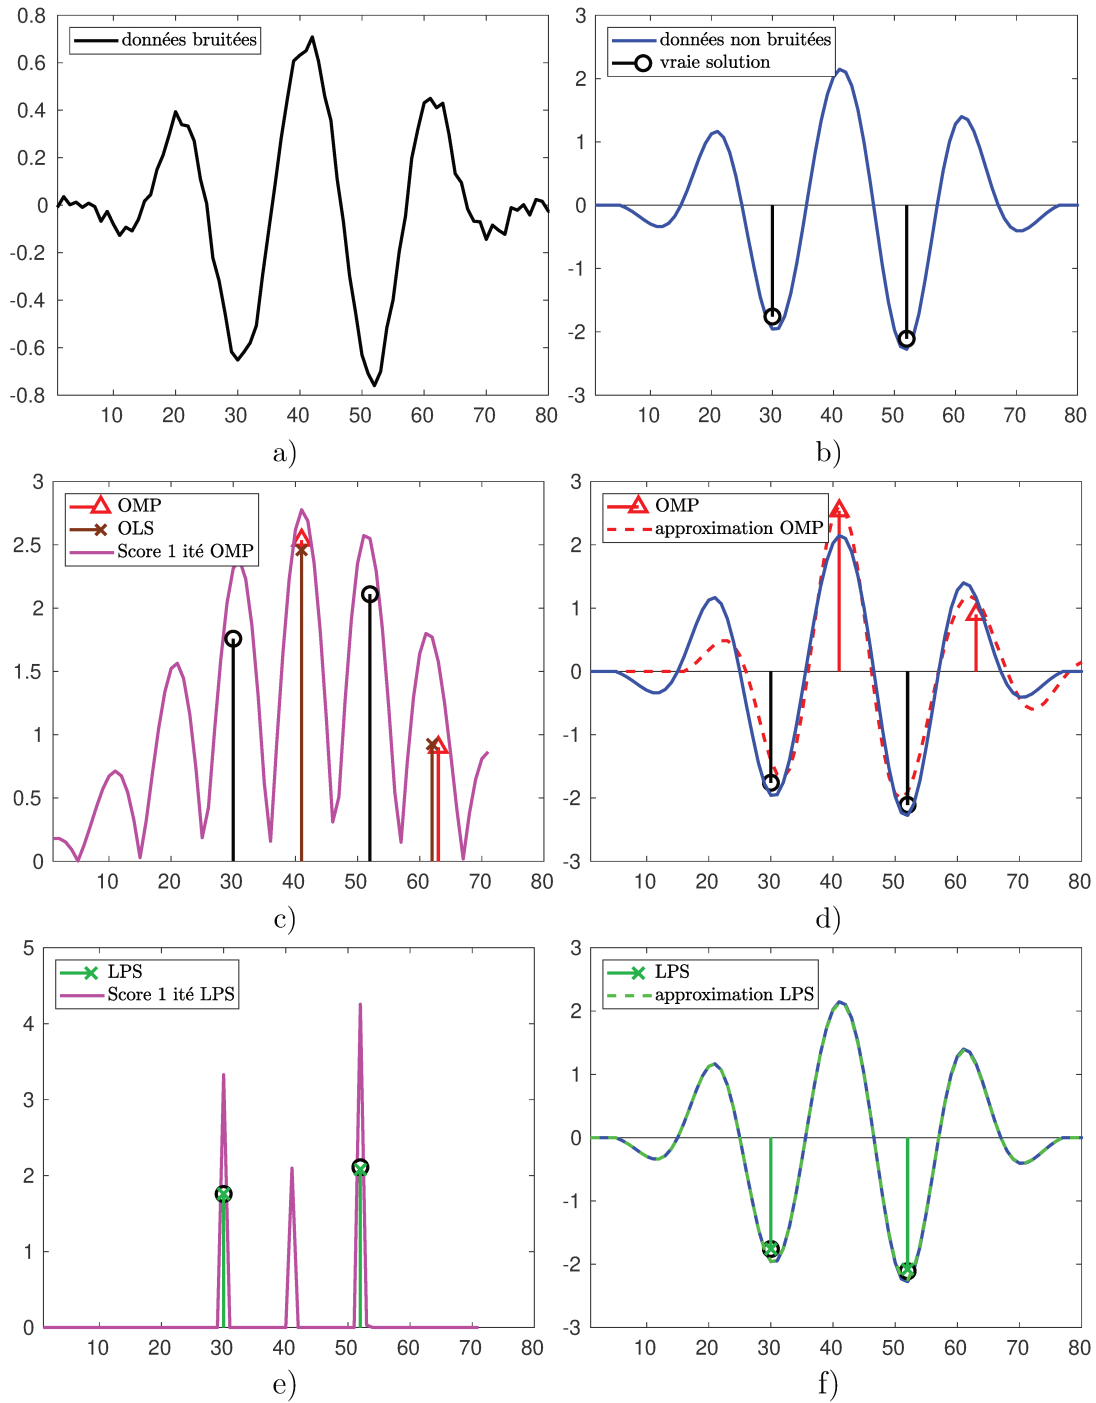 données bruitées
0.8
0.6
0.4
0.2
0
-0.2
-0.4
-0.6
-0.8
10 20 30 40 50 60 70 80
a)
données non bruitées
vraie solution
3
2
1
0
-1
-2
-3
10 20 30 40 50 60 70 80
b)
OMP
OLS
Score 1 ité OMP
3
2.5
2
1.5
1
0.5
0
10 20 30 40 50 60 70 80
c)
OMP
approximation OMP
3
2
1
0
-1
-2
-3
10 20 30 40 50 60 70 80
d)
LPS
Score 1 ité LPS
5
4
3
2
1
0
10 20 30 40 50 60 70 80
e)
LPS
approximation LPS
3
2
1
0
-1
-2
-3
10 20 30 40 50 60 70 80
f)